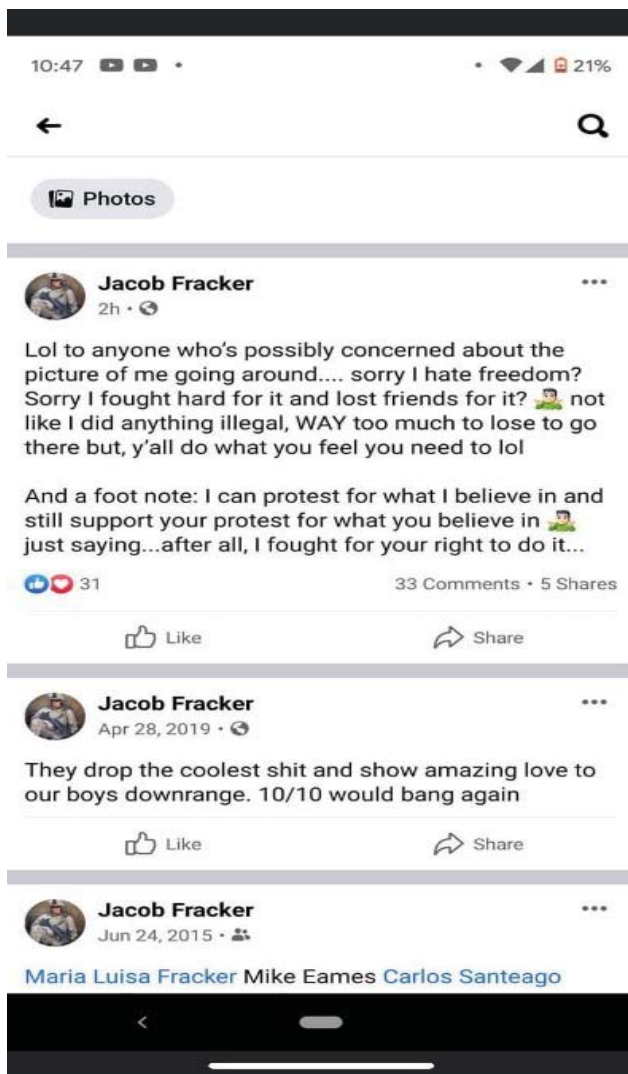 10:47 21%
Photos
Jacob Fracker
2h
Lol to anyone who's possibly concerned about the
picture of me going around.... sorry I hate freedom?
Sorry I fought hard for it and lost friends for it? 🤷🏻‍♂️ not
like I did anything illegal, WAY too much to lose to go
there but, y'all do what you feel you need to lol
And a foot note: I can protest for what I believe in and
still support your protest for what you believe in 🤷🏻‍♂️
just saying...after all, I fought for your right to do it...
31 33 Comments • 5 Shares
Like Share
Jacob Fracker
Apr 28, 2019
They drop the coolest shit and show amazing love to
our boys downrange. 10/10 would bang again
Like Share
Jacob Fracker
Jun 24, 2015
Maria Luisa Fracker Mike Eames Carlos Santeago